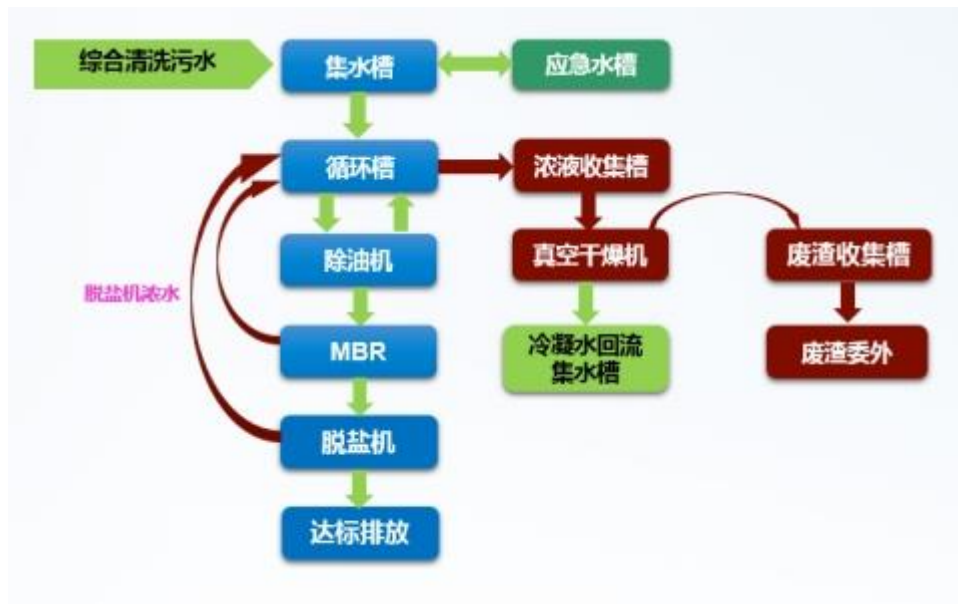 综合清洗污水
集水槽
应急水槽
循环槽
浓液收集槽
除油机
真空干燥机
废渣收集槽
脱盐机浓水
MBR
冷凝水回流
集水槽
废渣委外
脱盐机
达标排放